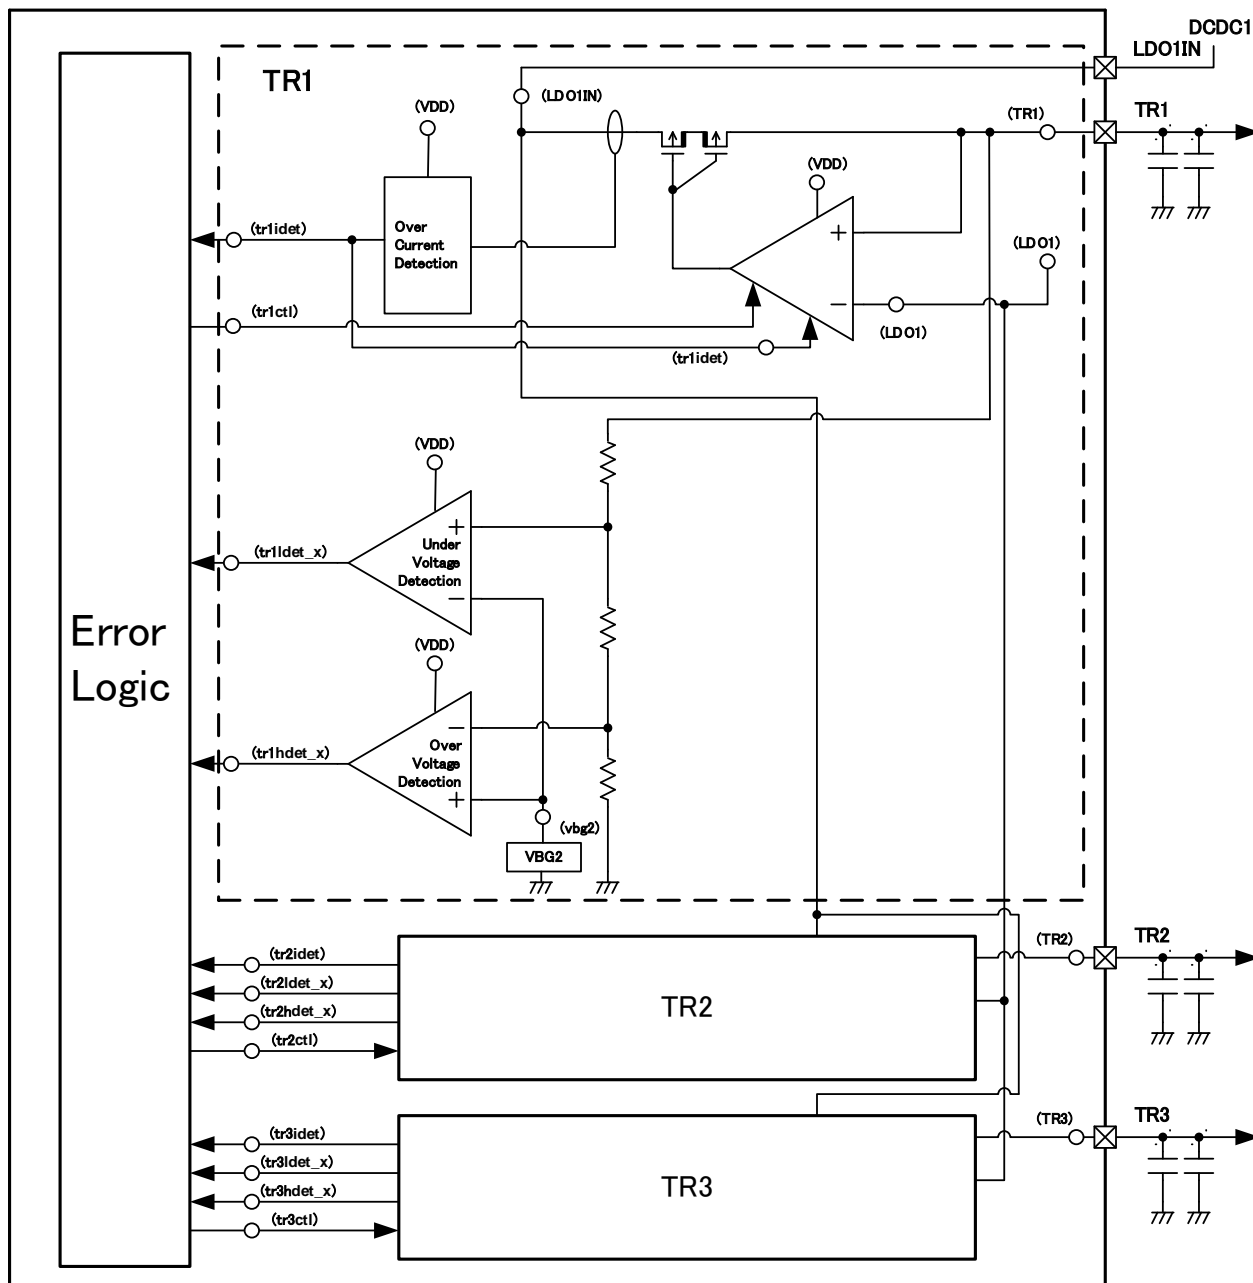 DCDC1
LDO1IN
TR1
(LDO1IN)
(VDD)
(TR1)
TR1
(VDD)
Over
Current
Detection
(tr1idet)
+
(LDO1)
−
(tr1ctl)
(LDO1)
(tr1idet)
(VDD)
+
Under
Voltage
Detection
−
(tr1ldet_x)
Error
Logic
(VDD)
−
Over
Voltage
Detection
+
(tr1hdet_x)
(vbg2)
VBG2
(tr2idet)
(tr2ldet_x)
(tr2hdet_x)
(tr2ctl)
TR2
(TR2)
TR2
(tr3idet)
(tr3ldet_x)
(tr3hdet_x)
(tr3ctl)
TR3
(TR3)
TR3